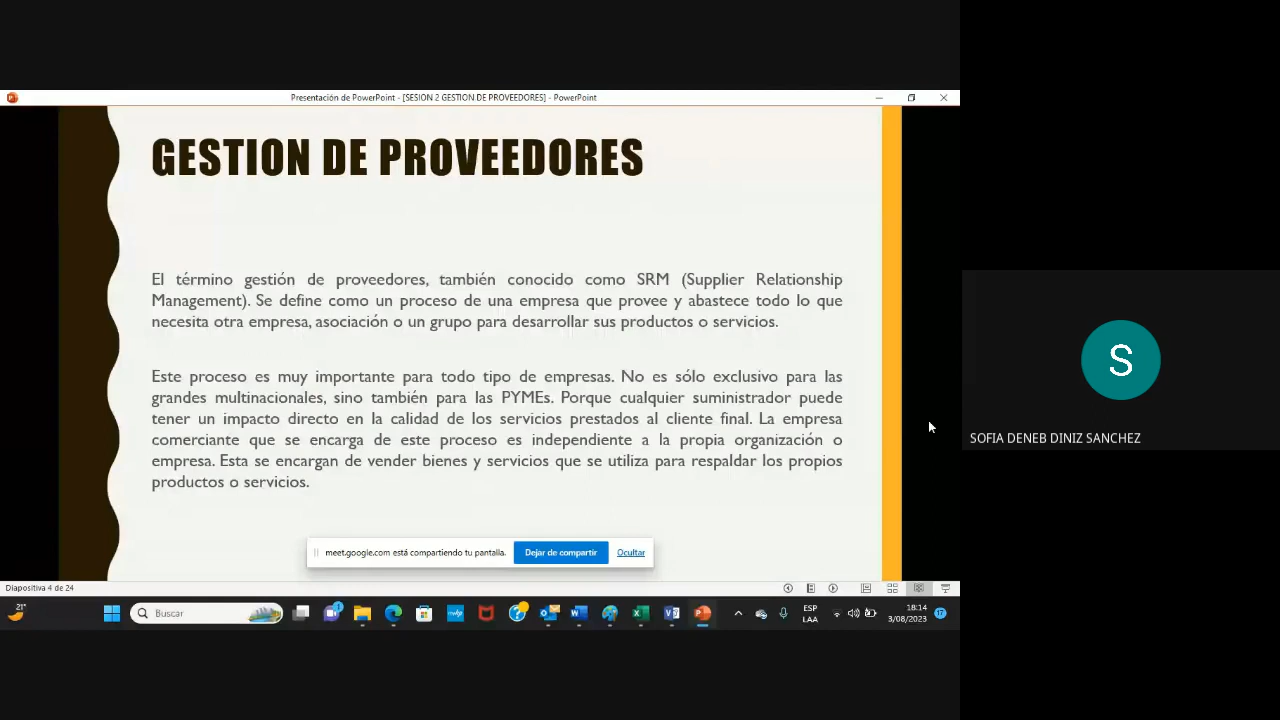 Presentación de PowerPoint - [SESION 2 GESTION DE PROVEEDORES] - PowerPoint
GESTION DE PROVEEDORES
El término gestión de proveedores, también conocido como SRM (Supplier Relationship
Management). Se define como un proceso de una empresa que provee y abastece todo lo que
necesita otra empresa, asociación o un grupo para desarrollar sus productos o servicios.
Este proceso es muy importante para todo tipo de empresas. No es sólo exclusivo para las
grandes multinacionales, sino también para las PYMEs. Porque cualquier suministrador puede
tener un impacto directo en la calidad de los servicios prestados al cliente final. La empresa
comerciante que se encarga de este proceso es independiente a la propia organización o
empresa. Esta se encargan de vender bienes y servicios que se utiliza para respaldar los propios
productos o servicios.
S
SOFIA DENEB DINIZ SANCHEZ
meet.google.com está compartiendo tu pantalla.
Dejar de compartir
Ocultar
Diapositiva 4 de 24
21°
Buscar
ESP
LAA
18:14
3/08/2023